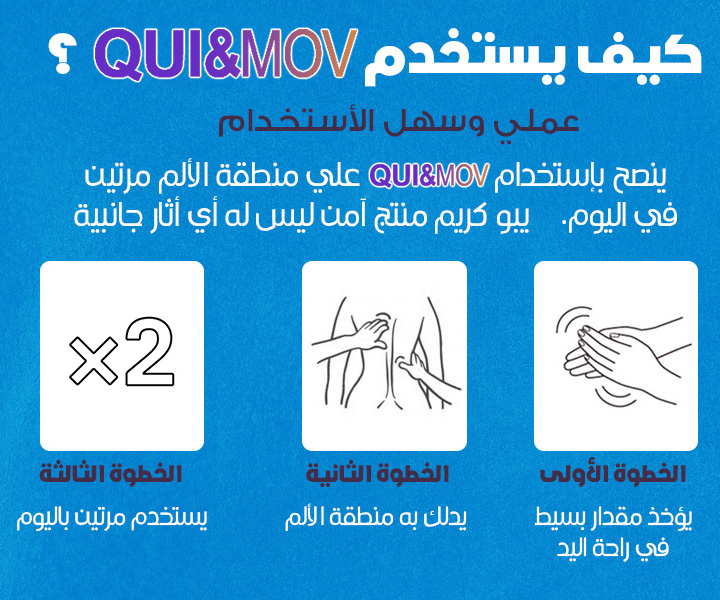 كيف يستخدم QUI&MOV ؟
عملي وسهل الأستخدام
ينصح بإستخدام QUI&MOV علي منطقة الألم مرتين
في اليوم. يبو كريم منتج آمن ليس له أي أثار جانبية
×2
الخطوة الأولى
يؤخذ مقدار بسيط
في راحة اليد
الخطوة الثانية
يدلك به منطقة الألم
الخطوة الثالثة
يستخدم مرتين باليوم